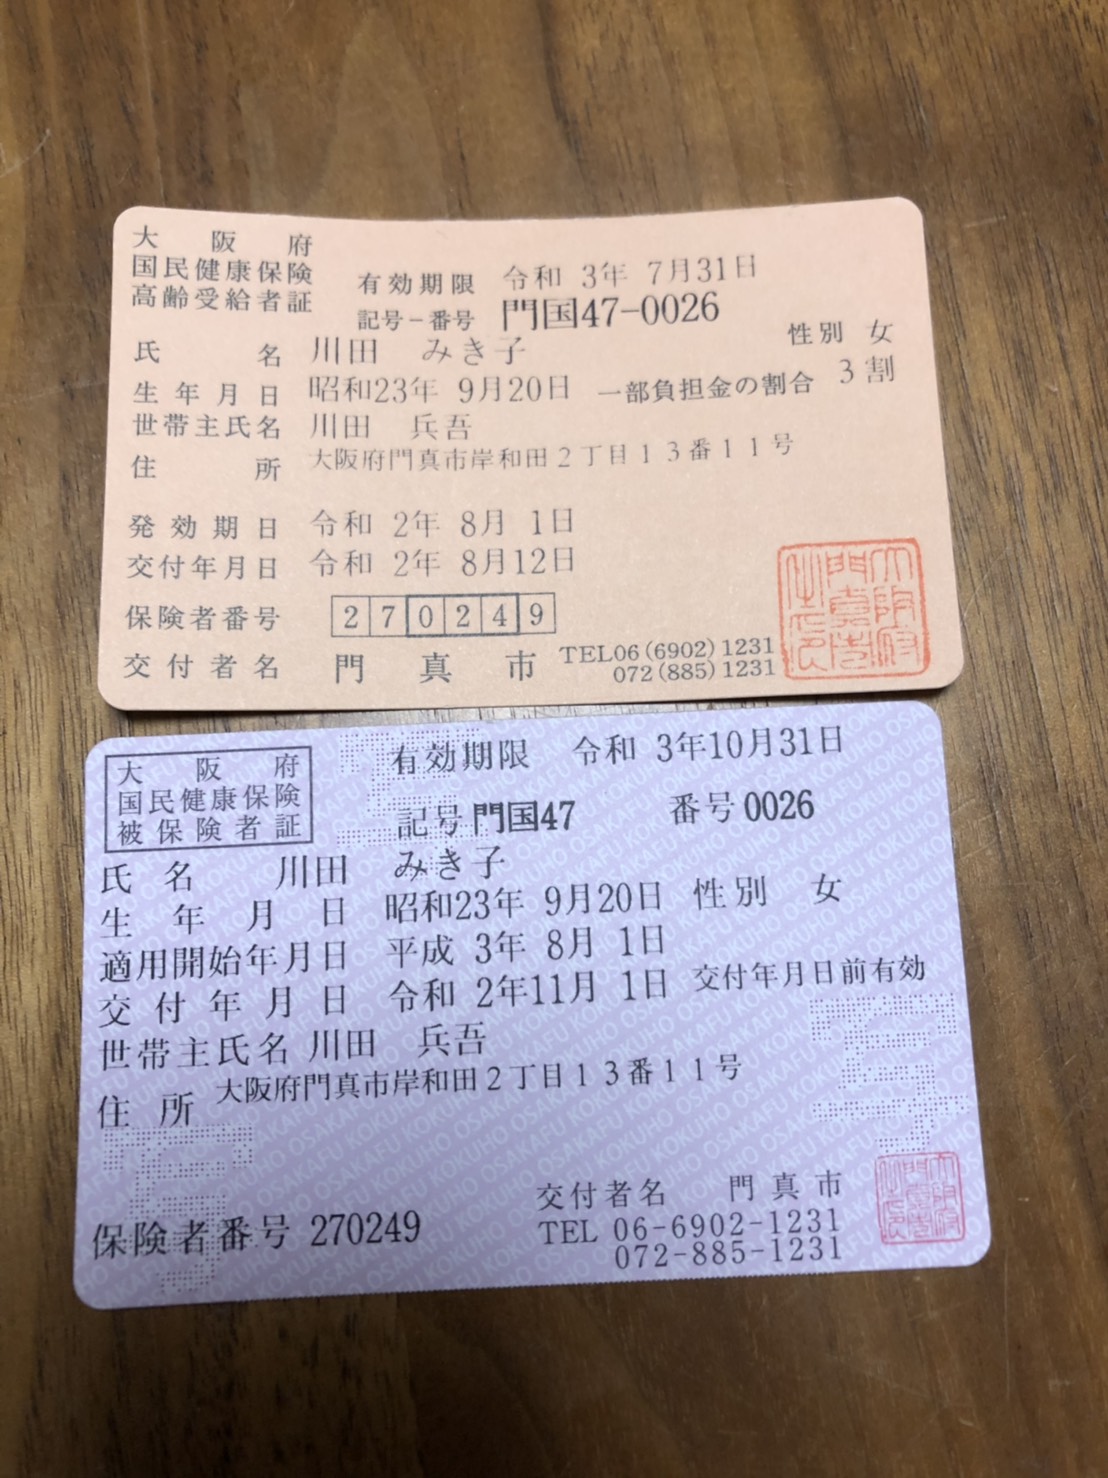 大阪府
国民健康保険
高齢受給者証
有効期限 令和 3年 7月31日
記号－番号 門国47-0026
性別 女
氏名 川田 みき子
生年月日 昭和23年 9月20日 一部負担金の割合 3割
世帯主氏名 川田 兵吾
住所 大阪府門真市岸和田２丁目１３番１１号
発効期日 令和 2年 8月 1日
交付年月日 令和 2年 8月12日
保険者番号 270249
交付者名 門真市 TEL06(6902)1231
072(885)1231
大阪府門真市之印
大阪府
国民健康保険
被保険者証
有効期限 令和 3年10月31日
記号 門国47 番号 0026
氏名 川田 みき子
生年月日 昭和23年 9月20日 性別 女
適用開始年月日 平成 3年 8月 1日
交付年月日 令和 2年11月 1日 交付年月日前有効
世帯主氏名 川田 兵吾
住所 大阪府門真市岸和田２丁目１３番１１号
交付者名 門真市
保険者番号 270249
TEL 06-6902-1231
072-885-1231